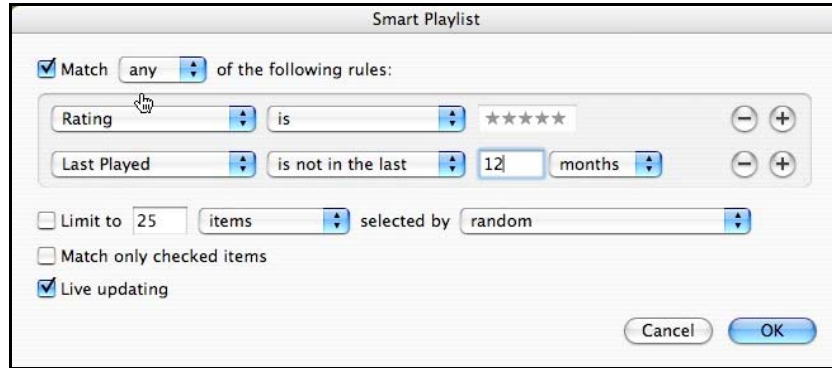 Smart Playlist
Match any of the following rules:
Rating is ★★★★★
Last Played is not in the last 12 months
Limit to 25 items selected by random
Match only checked items
Live updating
Cancel OK